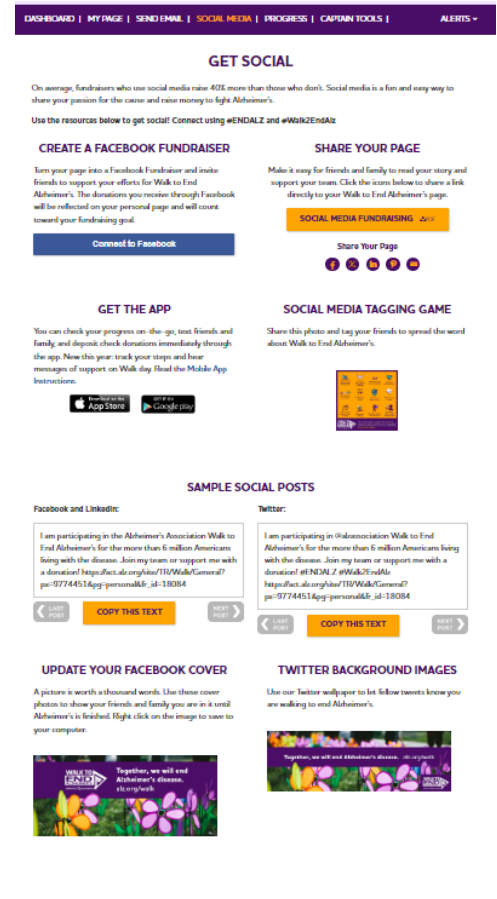 DASHBOARD | MY PAGE | SEND EMAIL | SOCIAL MEDIA | PROGRESS | CAPTAIN TOOLS | ALERTS
GET SOCIAL
On average, fundraisers who use social media raise 40% more than those who don't. Social media is a fun and easy way to
share your passion for the cause and raise money to fight Alzheimer's.
Use the resources below to get social! Connect using #ENDALZ and #Walk2EndAlz
CREATE A FACEBOOK FUNDRAISER
Turn your page into a Facebook Fundraiser and invite
friends to support your efforts for Walk to End
Alzheimer's. The donations you receive through Facebook
will be reflected on your personal page and will count
toward your fundraising goal.
Connect to Facebook
SHARE YOUR PAGE
Make it easy for friends and family to read your story and
support your team. Click the icons below to share a link
directly to your Walk to End Alzheimer's page.
SOCIAL MEDIA FUNDRAISING PDF
Share Your Page
GET THE APP
You can check your progress on-the-go, text friends and
family, and deposit check donations immediately through
the app. New this year: track your steps and hear
messages of support on Walk day. Read the Mobile App
Instructions.
Download on the
App Store
GET IT ON
Google play
SOCIAL MEDIA TAGGING GAME
Share this photo and tag your friends to spread the word
about Walk to End Alzheimer's.
SAMPLE SOCIAL POSTS
Facebook and LinkedIn:
I am participating in the Alzheimer's Association Walk to
End Alzheimer's for the more than 6 million Americans
living with the disease. Join my team or support me with
a donation! https://act.alz.org/site/TR/Walk/General?
px=9774451&pg=personal&fr_id=18084
LAST
POST
COPY THIS TEXT
NEXT
POST
Twitter:
I am participating in @alzassociation Walk to End
Alzheimer's for the more than 6 million Americans living
with the disease. Join my team or support me with a
donation! #ENDALZ #Walk2EndAlz
https://act.alz.org/site/TR/Walk/General?
px=9774451&pg=personal&fr_id=18084
LAST
POST
COPY THIS TEXT
NEXT
POST
UPDATE YOUR FACEBOOK COVER
A picture is worth a thousand words. Use these cover
photos to show your friends and family you are in it until
Alzheimer's is finished. Right click on the image to save to
your computer.
WALK TO
END
Together, we will end
Alzheimer's disease.
alz.org/walk
TWITTER BACKGROUND IMAGES
Use our Twitter wallpaper to let fellow tweets know you
are walking to end Alzheimer's.
Together, we will end Alzheimer's disease. alz.org/walk
END